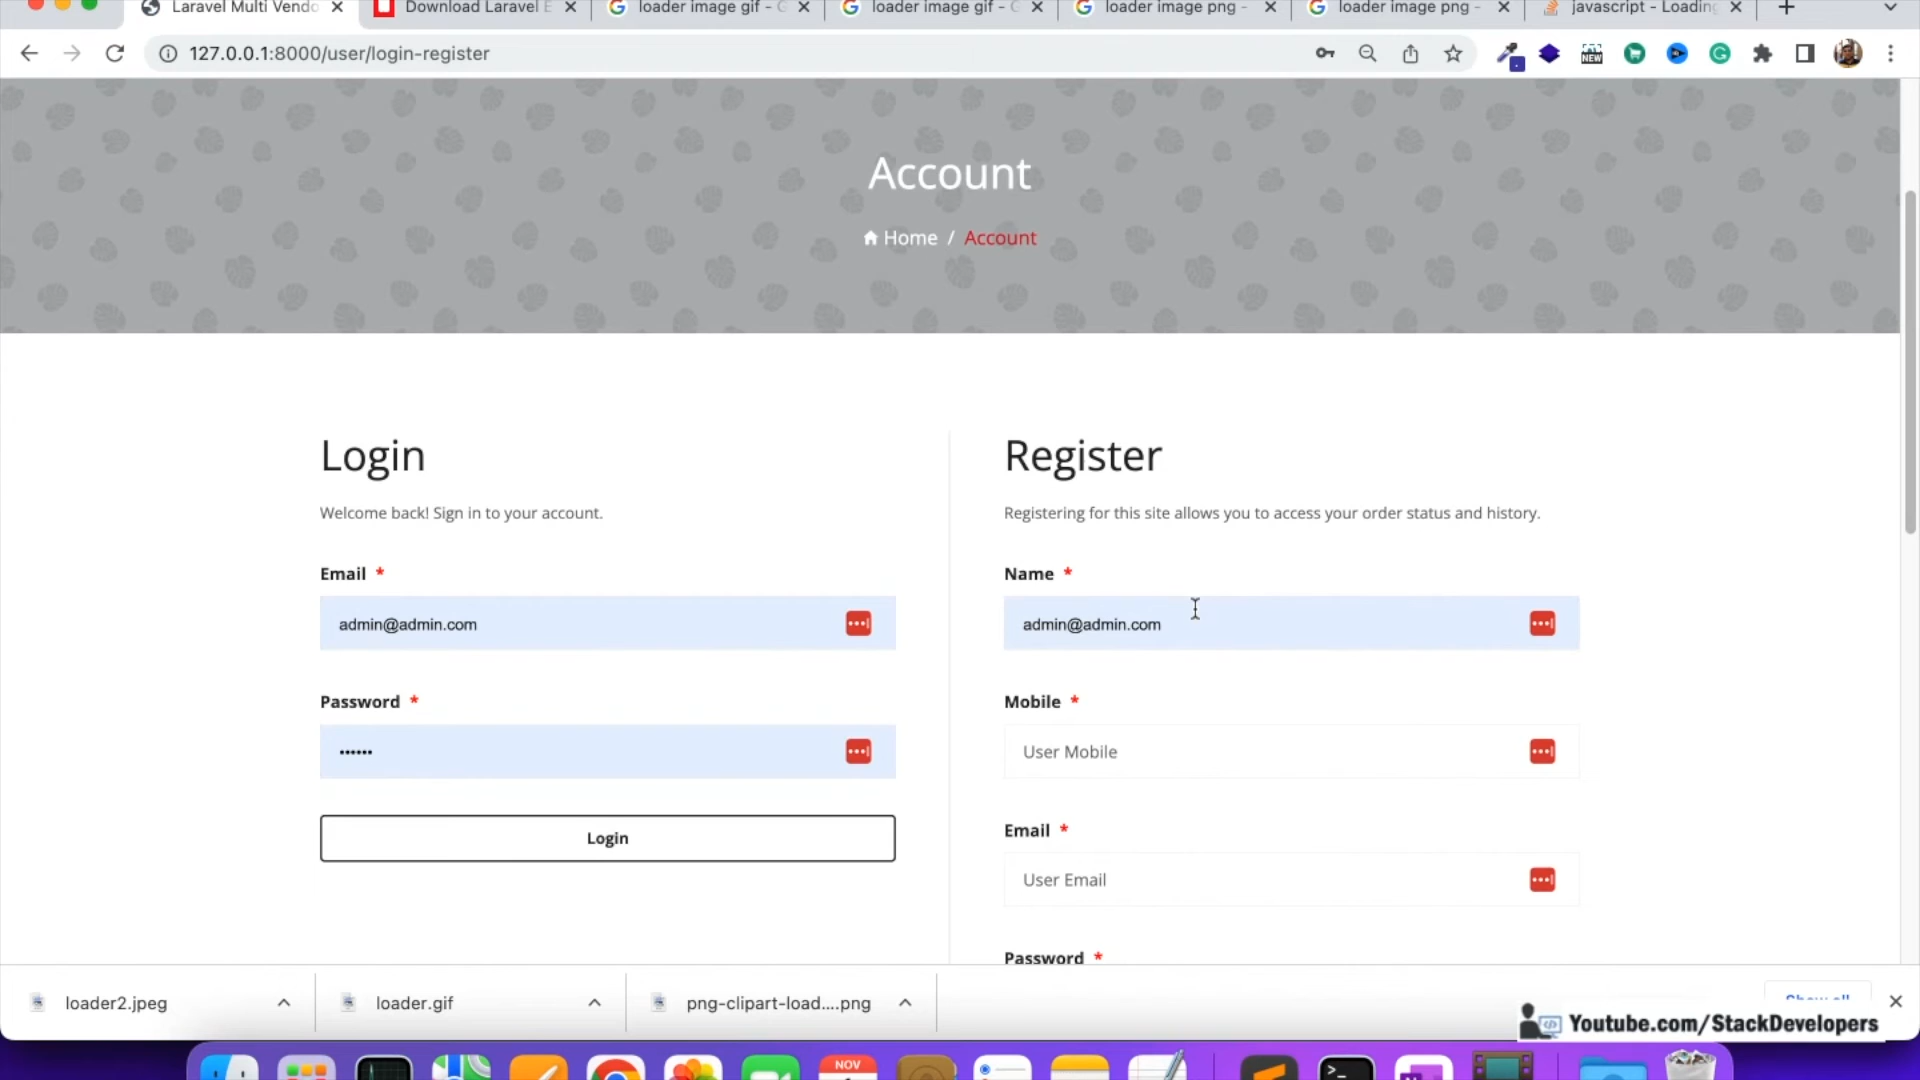 Laravel Multi Vendo
Download Laravel E
loader image gif - G
loader image gif - G
loader image png -
loader image png -
javascript - Loading
127.0.0.1:8000/user/login-register
NEW
Account
Home / Account
Login
Register
Welcome back! Sign in to your account.
Registering for this site allows you to access your order status and history.
Email *
Name *
admin@admin.com
admin@admin.com
Password *
Mobile *
••••••
User Mobile
Login
Email *
User Email
Password *
loader2.jpeg
loader.gif
png-clipart-load....png
Show all
Youtube.com/StackDevelopers
NOV